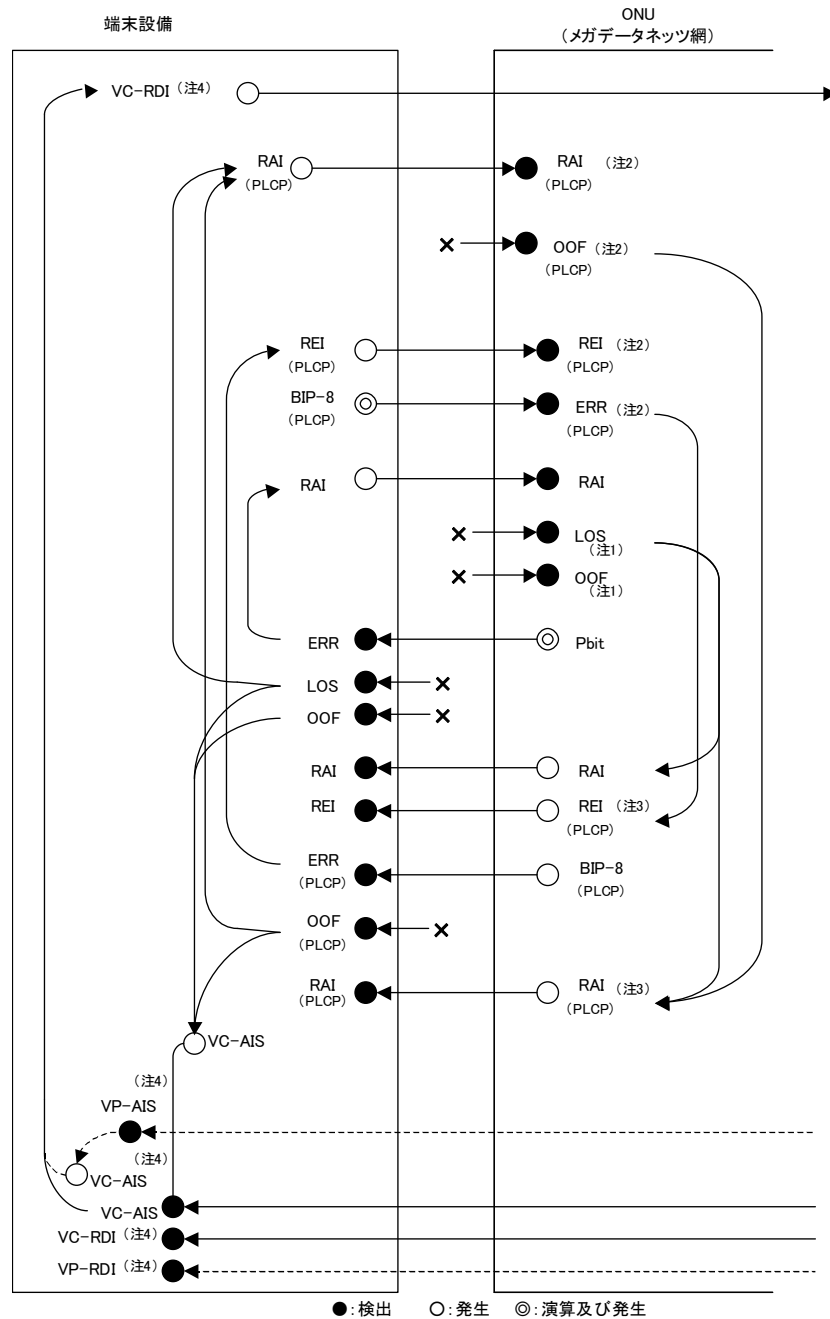 端末設備
ONU
（メガデータネッツ網）
VC-RDI（注4）
RAI
（PLCP）
RAI （注2）
（PLCP）
OOF（注2）
（PLCP）
REI
（PLCP）
REI （注2）
（PLCP）
BIP-8
（PLCP）
ERR （注2）
（PLCP）
RAI
RAI
LOS
（注1）
OOF
（注1）
ERR
Pbit
LOS
OOF
RAI
RAI
REI
REI （注3）
（PLCP）
ERR
（PLCP）
BIP-8
（PLCP）
OOF
（PLCP）
RAI
（PLCP）
RAI （注3）
（PLCP）
VC-AIS
（注4）
VP-AIS
（注4）
VC-AIS
VC-AIS
VC-RDI（注4）
VP-RDI（注4）
●：検出 ○：発生 ◎：演算及び発生